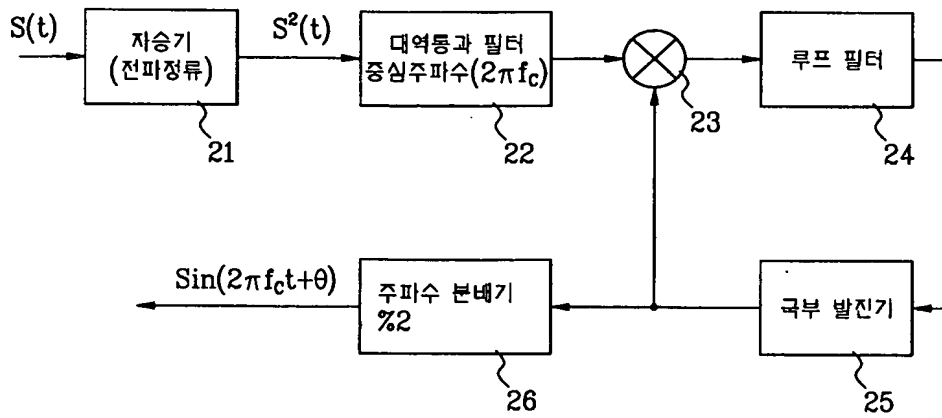 S(t)
자승기
(전파정류)
21
S²(t)
대역통과 필터
중심주파수(2πfc)
22
23
루프 필터
24
Sin(2πfct+θ)
주파수 분배기
%2
26
국부 발진기
25